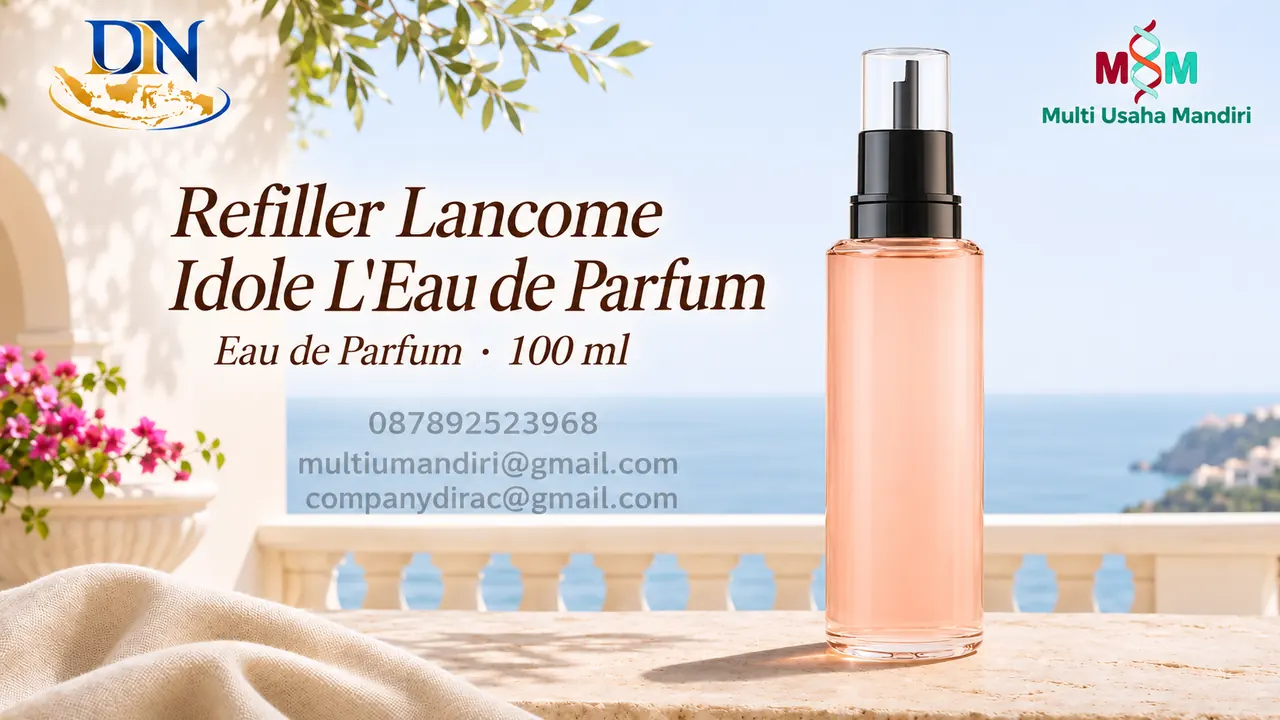 DN
MSM
Multi Usaha Mandiri
Refiller Lancome
Idole L'Eau de Parfum
Eau de Parfum · 100 ml
087892523968
multiumandiri@gmail.com
companydirac@gmail.com